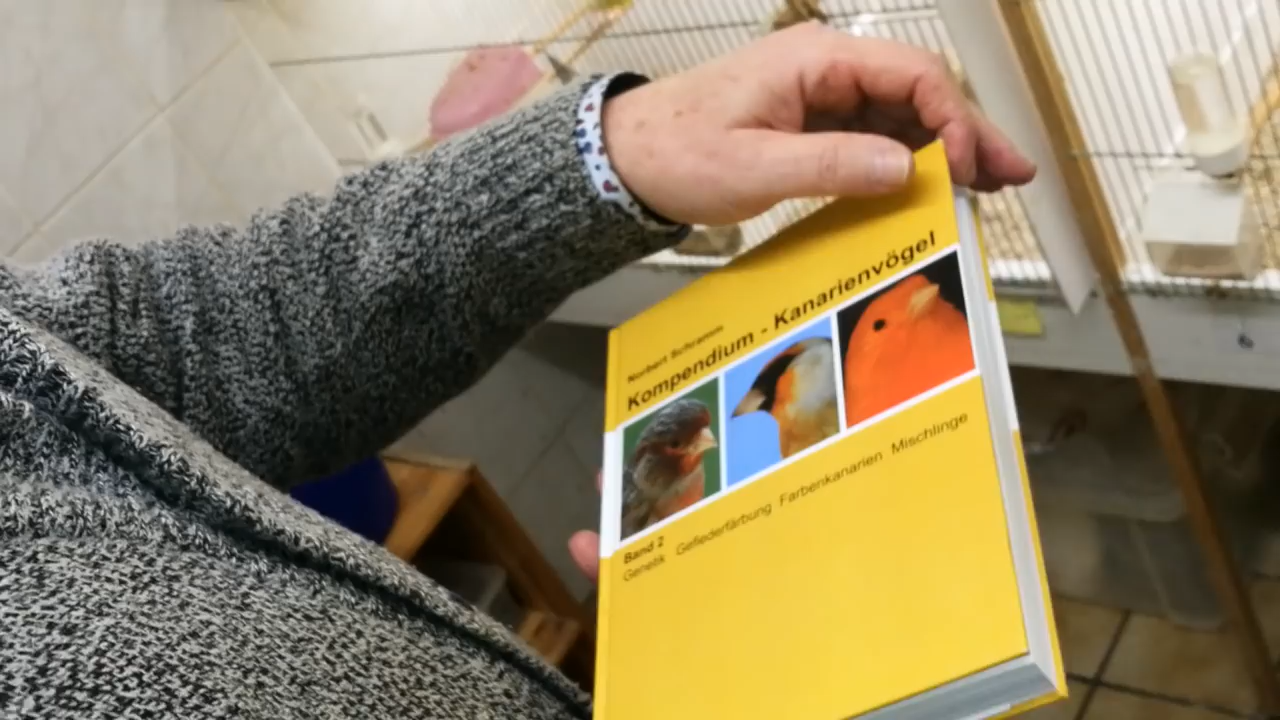 Norbert Schramm
Kompendium - Kanarienvögel
Band 2
Genetik Gefiederfärbung Farbenkanarien Mischlinge